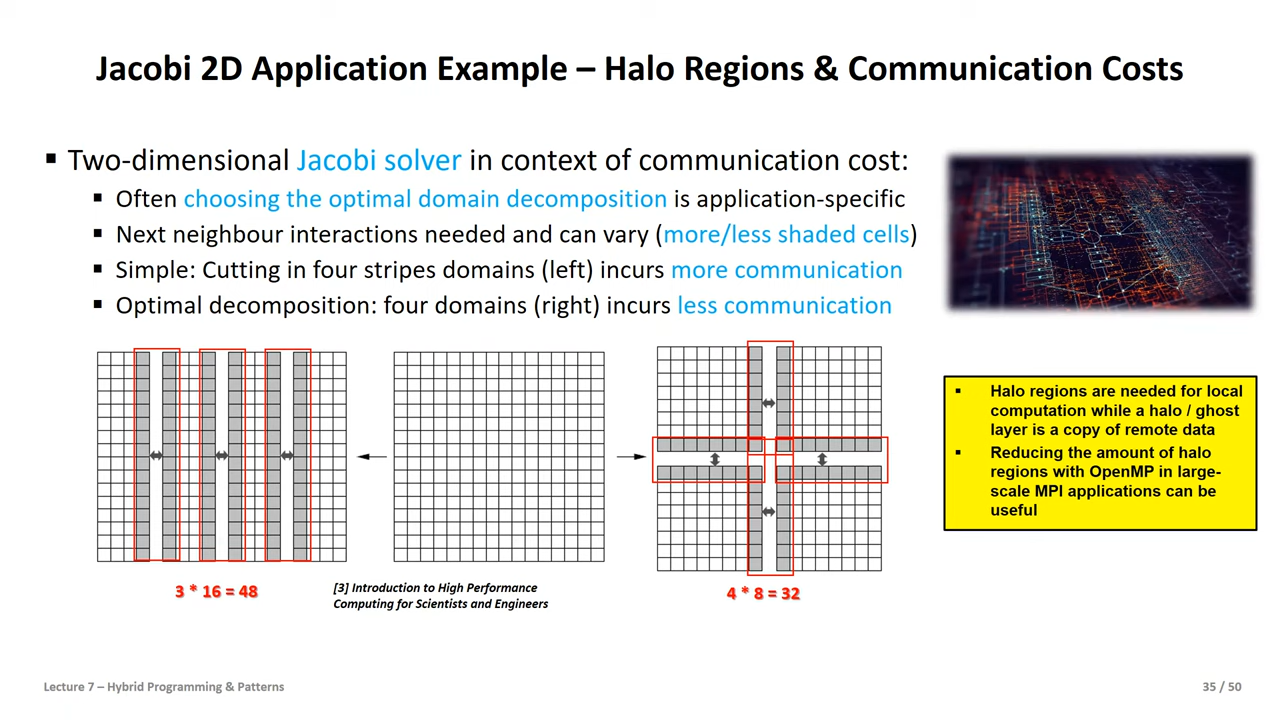 Jacobi 2D Application Example – Halo Regions & Communication Costs
▪ Two-dimensional Jacobi solver in context of communication cost:
▪ Often choosing the optimal domain decomposition is application-specific
▪ Next neighbour interactions needed and can vary (more/less shaded cells)
▪ Simple: Cutting in four stripes domains (left) incurs more communication
▪ Optimal decomposition: four domains (right) incurs less communication
3 * 16 = 48
[3] Introduction to High Performance
Computing for Scientists and Engineers
4 * 8 = 32
▪ Halo regions are needed for local
computation while a halo / ghost
layer is a copy of remote data
▪ Reducing the amount of halo
regions with OpenMP in large-
scale MPI applications can be
useful
Lecture 7 – Hybrid Programming & Patterns
35 / 50